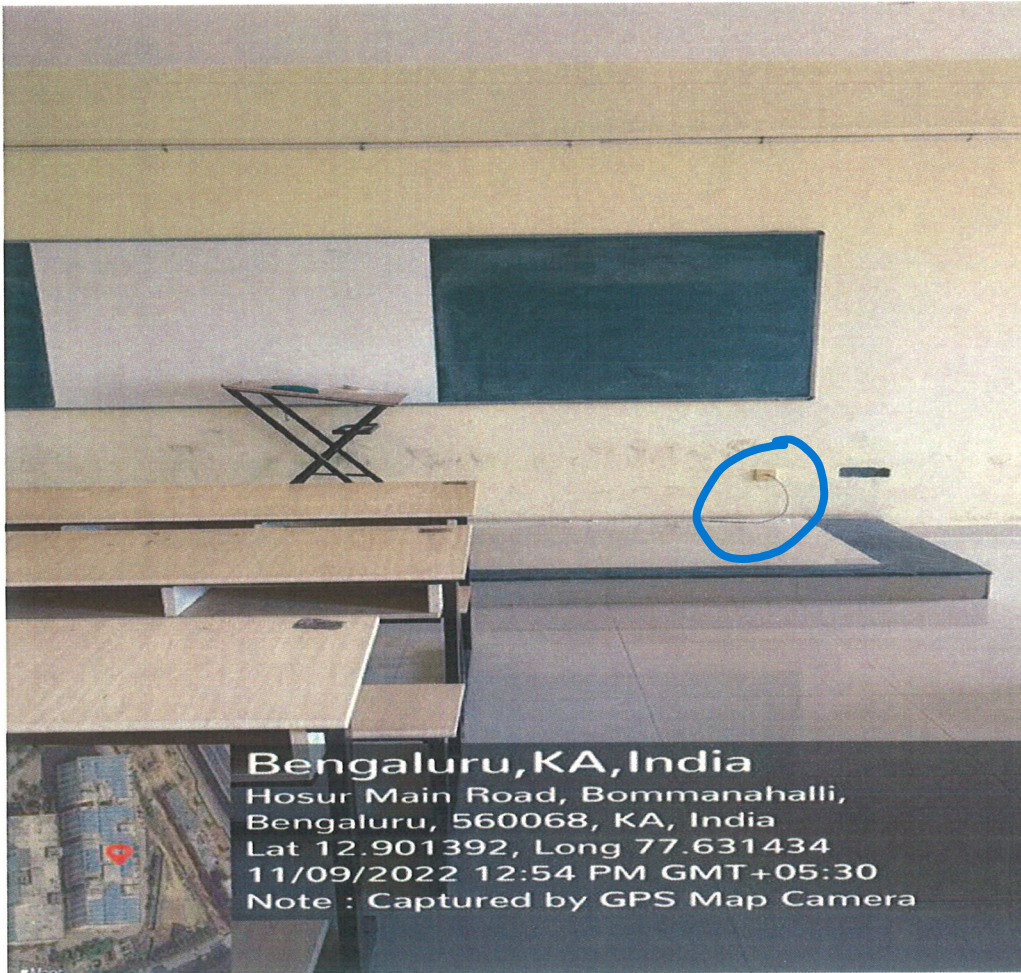 Bengaluru,KA,India
Hosur Main Road, Bommanahalli,
Bengaluru, 560068, KA, India
Lat 12.901392, Long 77.631434
11/09/2022 12:54 PM GMT+05:30
Note : Captured by GPS Map Camera